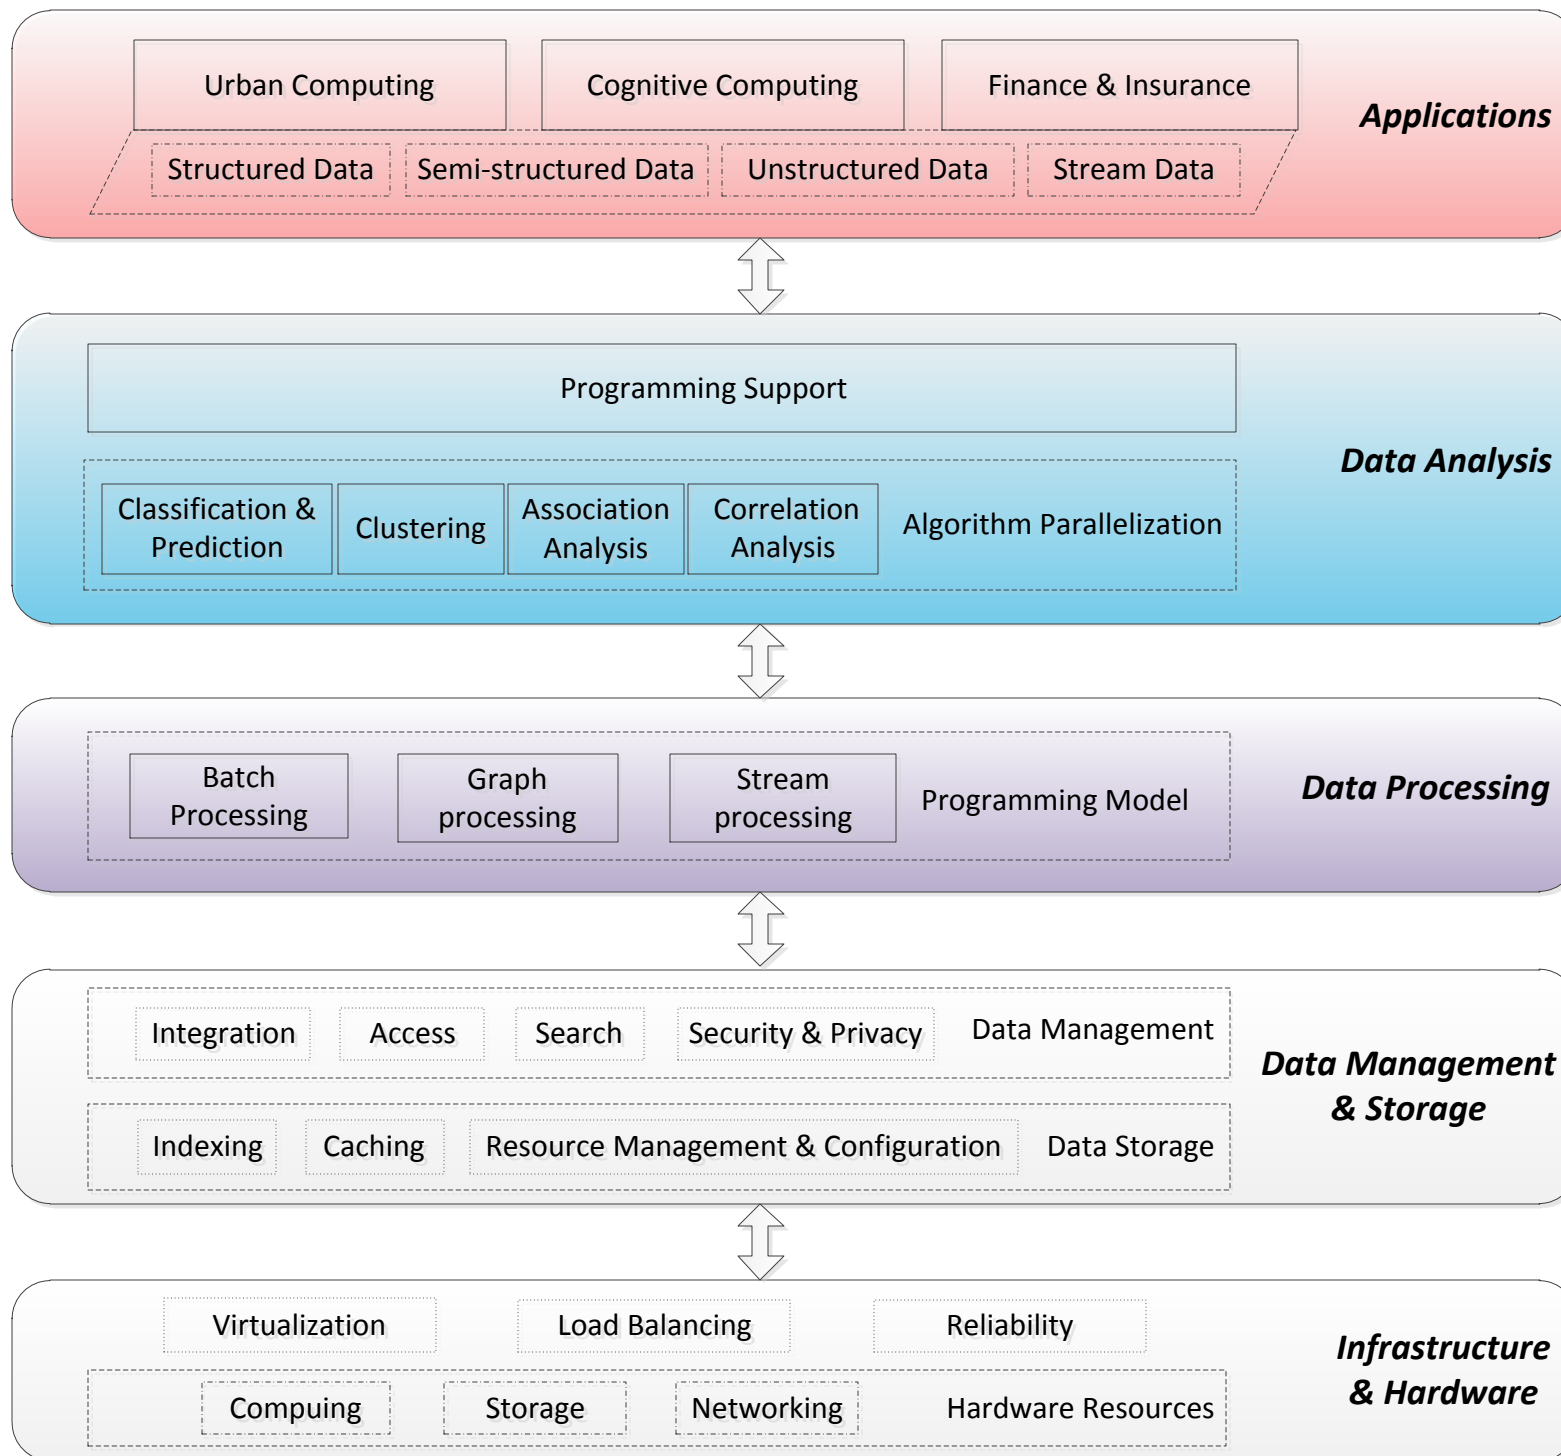 Urban Computing
Cognitive Computing
Finance & Insurance
Applications
Structured Data
Semi-structured Data
Unstructured Data
Stream Data
Programming Support
Data Analysis
Classification &
Prediction
Clustering
Association
Analysis
Correlation
Analysis
Algorithm Parallelization
Batch
Processing
Graph
processing
Stream
processing
Programming Model
Data Processing
Integration
Access
Search
Security & Privacy
Data Management
Data Management
& Storage
Indexing
Caching
Resource Management & Configuration
Data Storage
Virtualization
Load Balancing
Reliability
Infrastructure
& Hardware
Compuing
Storage
Networking
Hardware Resources